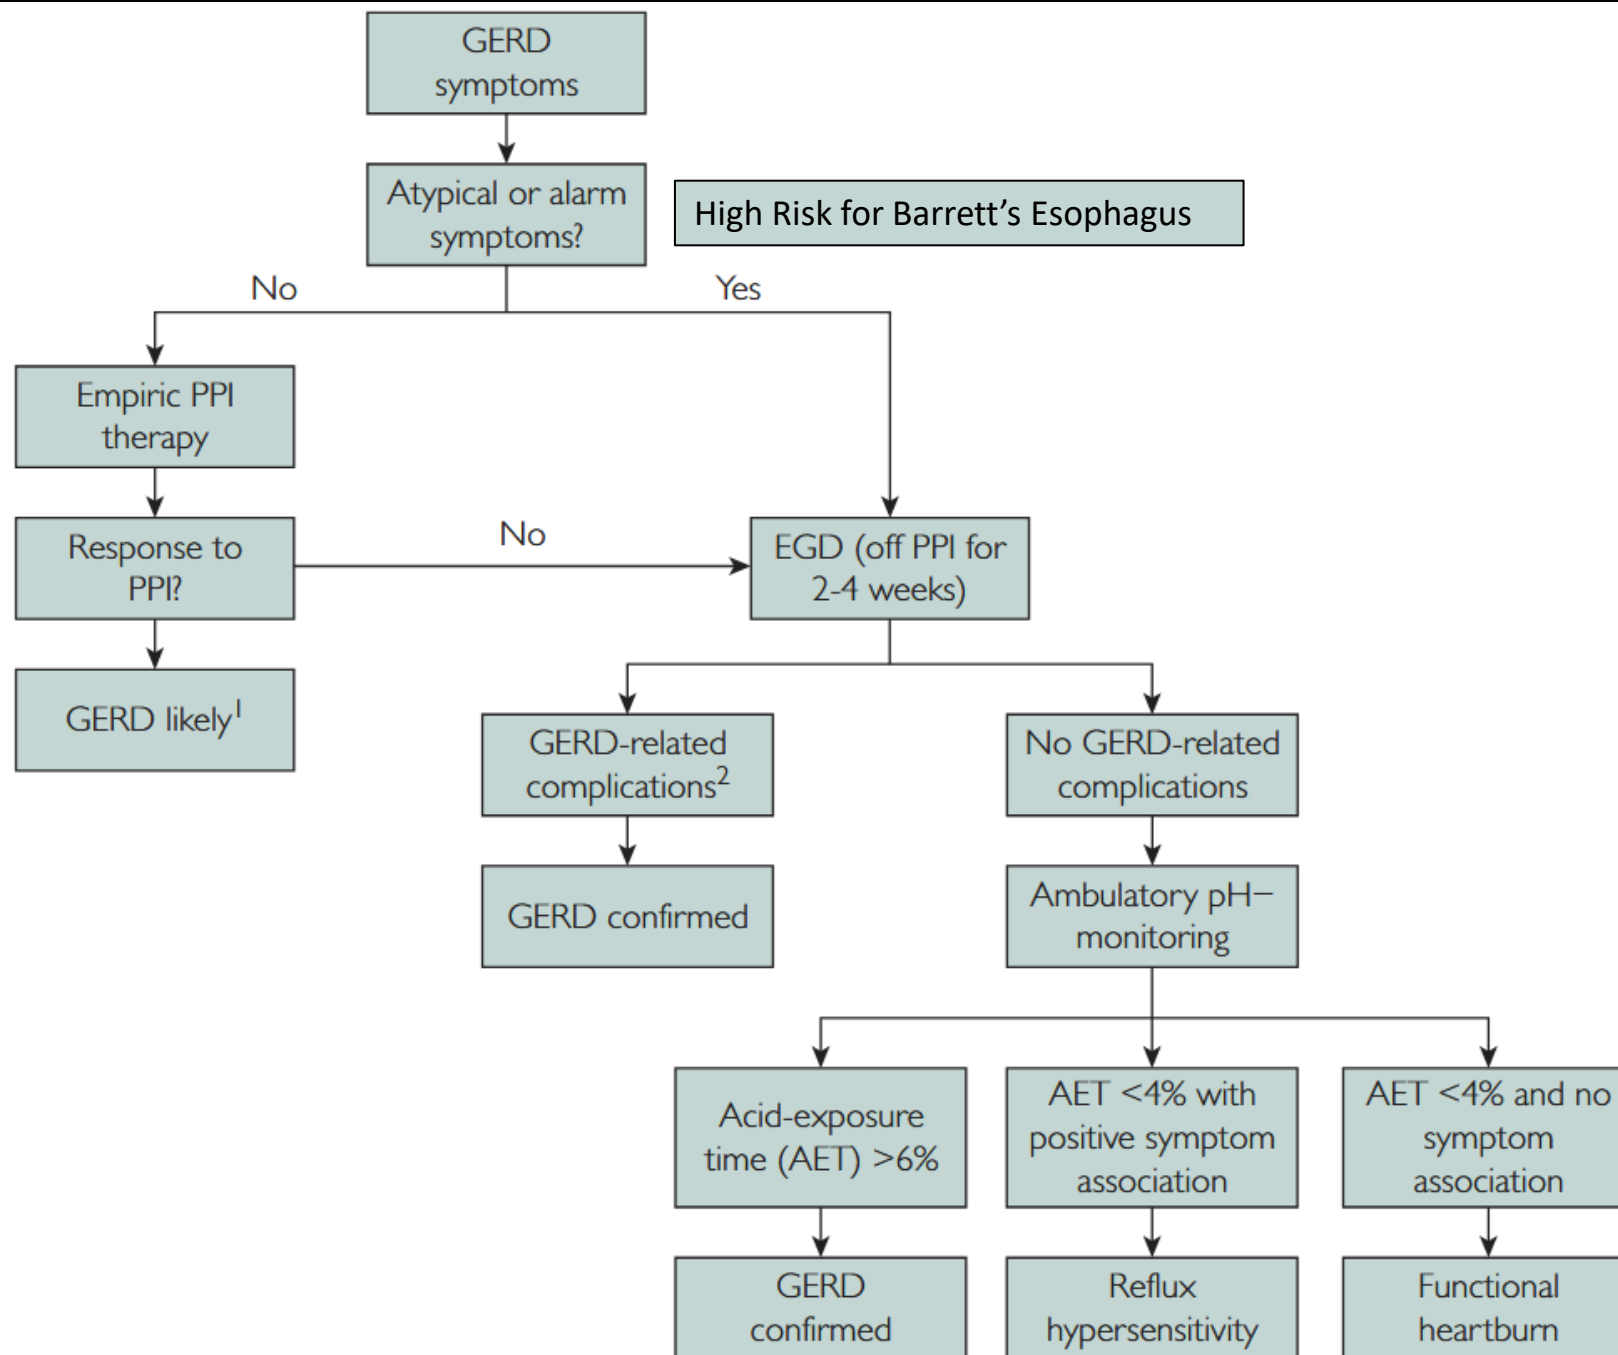 GERD
symptoms
Atypical or alarm
symptoms?
High Risk for Barrett’s Esophagus
No
Yes
Empiric PPI
therapy
Response to
PPI?
No
EGD (off PPI for
2-4 weeks)
GERD likely1
GERD-related
complications2
No GERD-related
complications
GERD confirmed
Ambulatory pH–
monitoring
Acid-exposure
time (AET) >6%
AET <4% with
positive symptom
association
AET <4% and no
symptom
association
GERD
confirmed
Reflux
hypersensitivity
Functional
heartburn